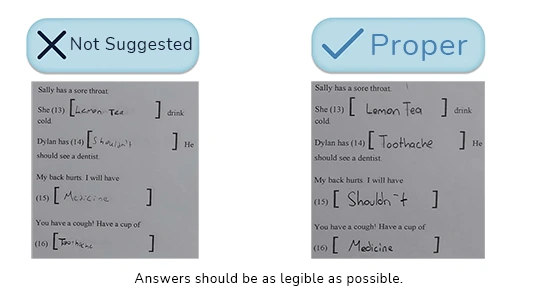 Not Suggested
Proper
Sally has a sore throat.
She (13) [Lemon Tea] drink
cold.
Dylan has (14) [Shouldn't] He
should see a dentist.
My back hurts. I will have
(15) [Medicine]
You have a cough! Have a cup of
(16) [Toothache]
Sally has a sore throat.
She (13) [Lemon Tea] drink
cold.
Dylan has (14) [Toothache] He
should see a dentist.
My back hurts. I will have
(15) [Shouldn't]
You have a cough! Have a cup of
(16) [Medicine]
Answers should be as legible as possible.